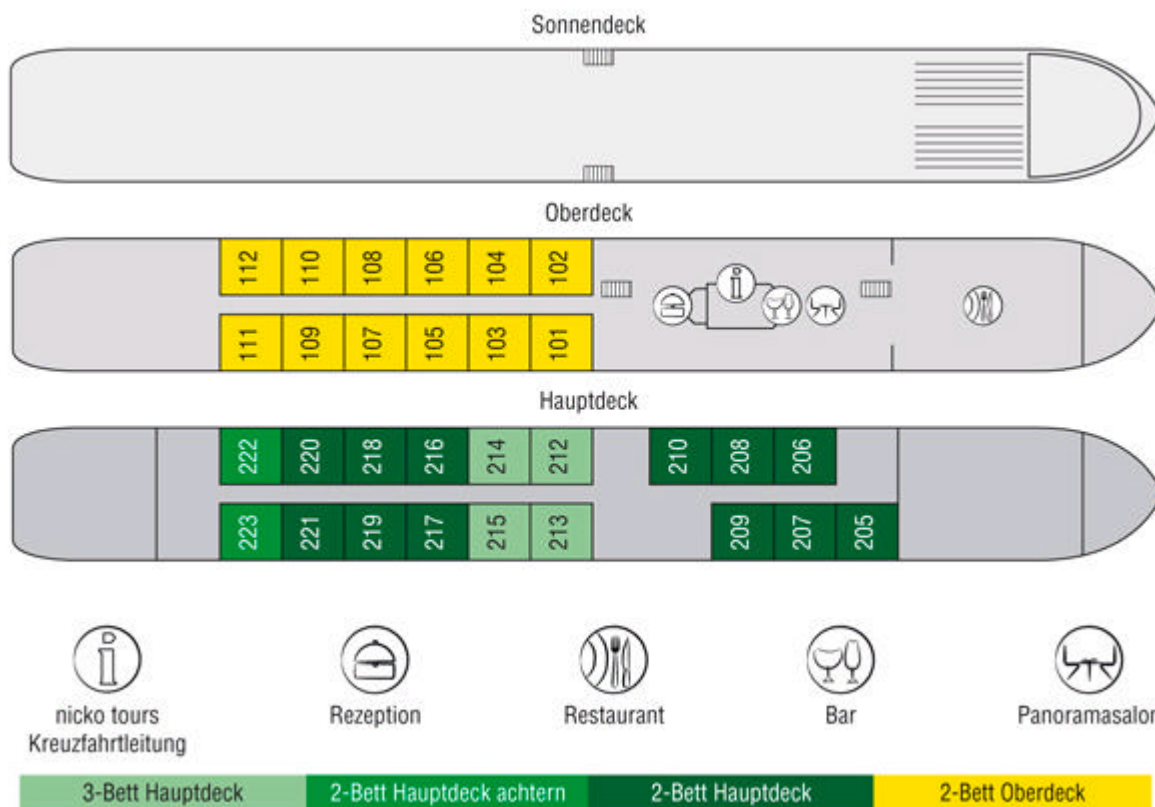 Sonnendeck
Oberdeck
112 110 108 106 104 102
111 109 107 105 103 101
Hauptdeck
222 220 218 216 214 212 210 208 206
223 221 219 217 215 213 209 207 205
nicko tours
Kreuzfahrtleitung
Rezeption
Restaurant
Bar
Panoramasalon
3-Bett Hauptdeck
2-Bett Hauptdeck achtern
2-Bett Hauptdeck
2-Bett Oberdeck